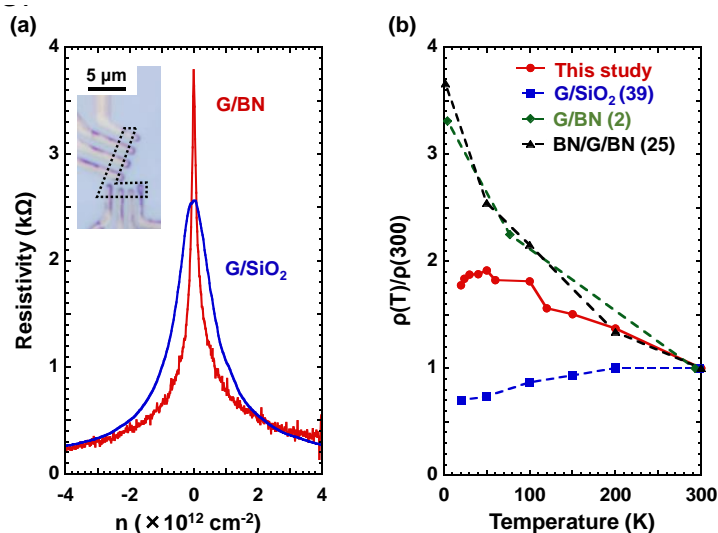 (a)
5 μm
G/BN
G/SiO₂
Resistivity (kΩ)
4
3
2
1
0
-4
-2
0
2
4
n (×10¹² cm⁻²)
(b)
This study
G/SiO₂ (39)
G/BN (2)
BN/G/BN (25)
ρ(T)/ρ(300)
4
3
2
1
0
0
100
200
300
Temperature (K)